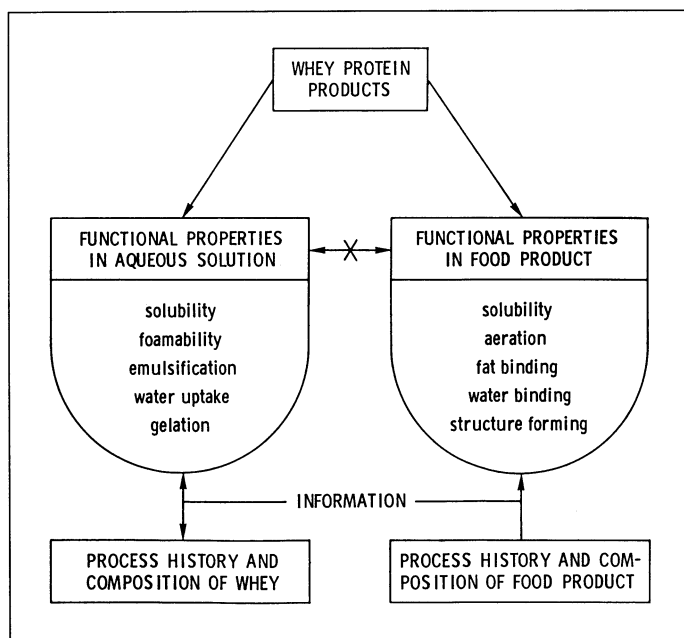 WHEY PROTEIN
PRODUCTS
FUNCTIONAL PROPERTIES
IN AQUEOUS SOLUTION
solubility
foamability
emulsification
water uptake
gelation
FUNCTIONAL PROPERTIES
IN FOOD PRODUCT
solubility
aeration
fat binding
water binding
structure forming
INFORMATION
PROCESS HISTORY AND
COMPOSITION OF WHEY
PROCESS HISTORY AND COM-
POSITION OF FOOD PRODUCT